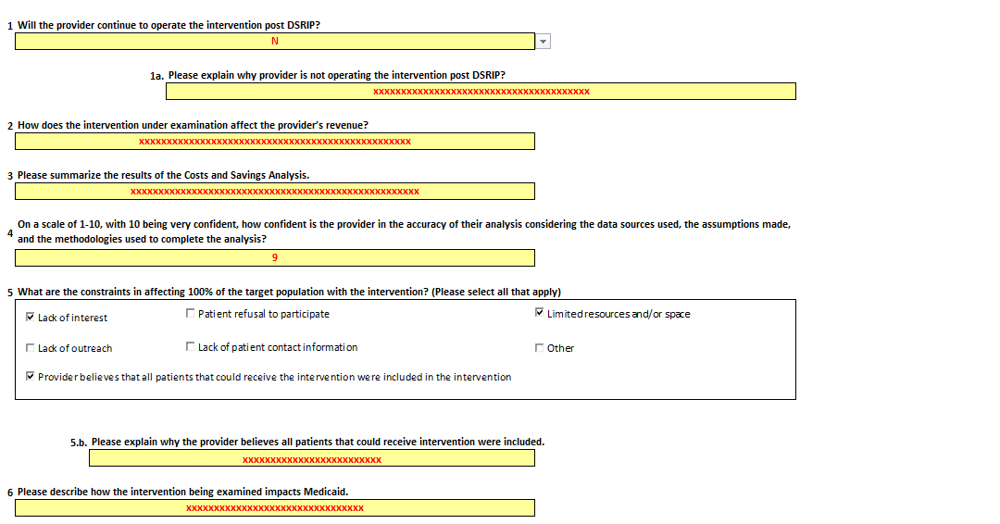 1 Will the provider continue to operate the intervention post DSRIP?
N
1a. Please explain why provider is not operating the intervention post DSRIP?
xxxxxxxxxxxxxxxxxxxxxxxxxxxxxxxxxxxxxxx
2 How does the intervention under examination affect the provider's revenue?
xxxxxxxxxxxxxxxxxxxxxxxxxxxxxxxxxxxxxxxxxxxxxxxxx
3 Please summarize the results of the Costs and Savings Analysis.
xxxxxxxxxxxxxxxxxxxxxxxxxxxxxxxxxxxxxxxxxxxxxxxxxxxx
4 On a scale of 1-10, with 10 being very confident, how confident is the provider in the accuracy of their analysis considering the data sources used, the assumptions made,
and the methodologies used to complete the analysis?
9
5 What are the constraints in affecting 100% of the target population with the intervention? (Please select all that apply)
Lack of interest Patient refusal to participate Limited resources and/or space
Lack of outreach Lack of patient contact information Other
Provider believes that all patients that could receive the intervention were included in the intervention
5.b. Please explain why the provider believes all patients that could receive intervention were included.
xxxxxxxxxxxxxxxxxxxxxxxxx
6 Please describe how the intervention being examined impacts Medicaid.
xxxxxxxxxxxxxxxxxxxxxxxxxxxxxxxx